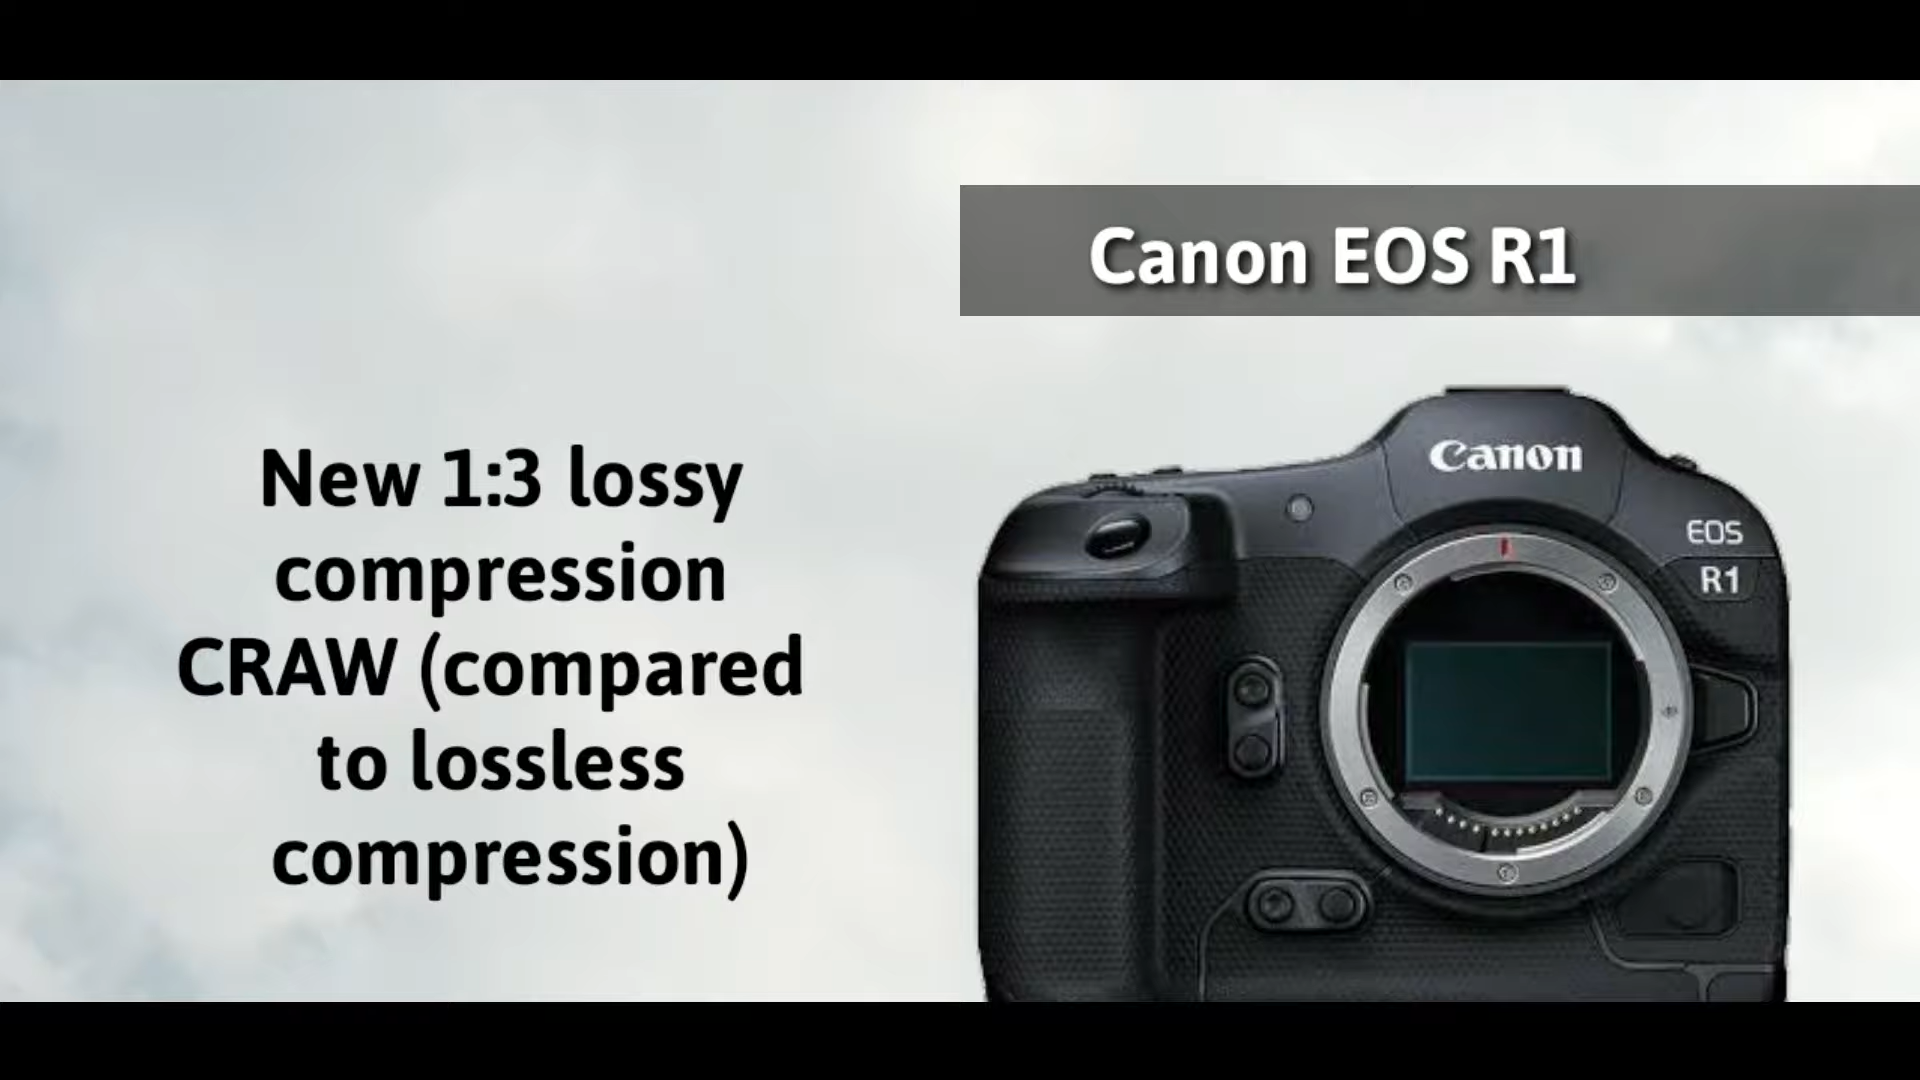 Canon EOS R1
New 1:3 lossy
compression
CRAW (compared
to lossless
compression)
Canon
EOS
R1